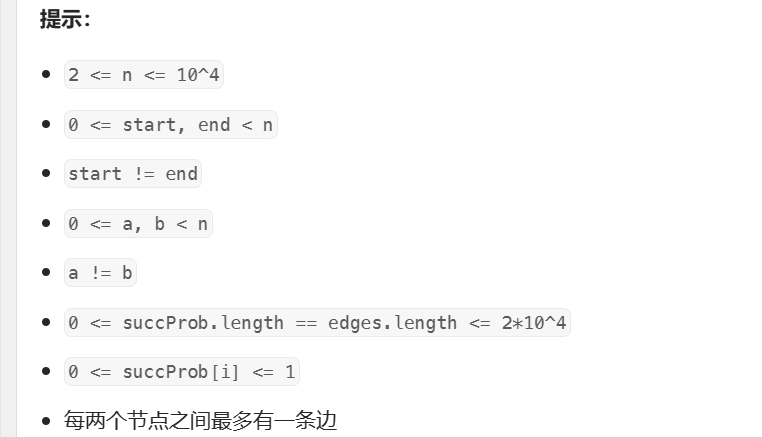 提示：
2 <= n <= 10^4
0 <= start, end < n
start != end
0 <= a, b < n
a != b
0 <= succProb.length == edges.length <= 2*10^4
0 <= succProb[i] <= 1
每两个节点之间最多有一条边